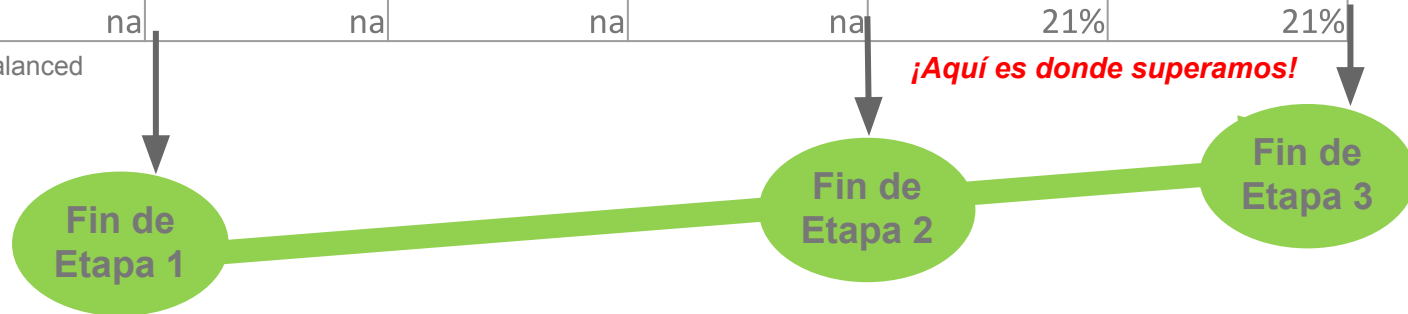 na na na na 21% 21%
alanced
¡Aquí es donde superamos!
Fin de
Etapa 1
Fin de
Etapa 2
Fin de
Etapa 3